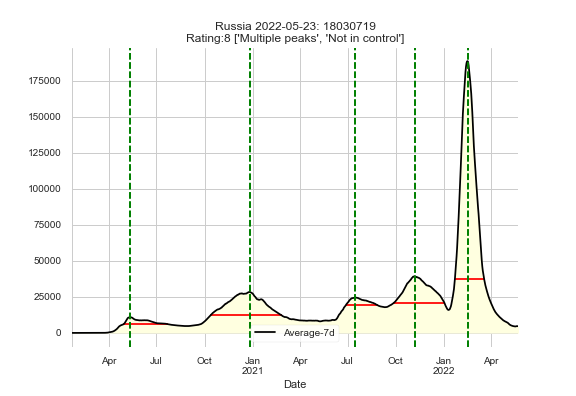 Russia 2022-05-23: 18030719
Rating:8 ['Multiple peaks', 'Not in control']
175000
150000
125000
100000
75000
50000
25000
0
Average-7d
Apr Jul Oct Jan Apr Jul Oct Jan Apr
2021 2022
Date